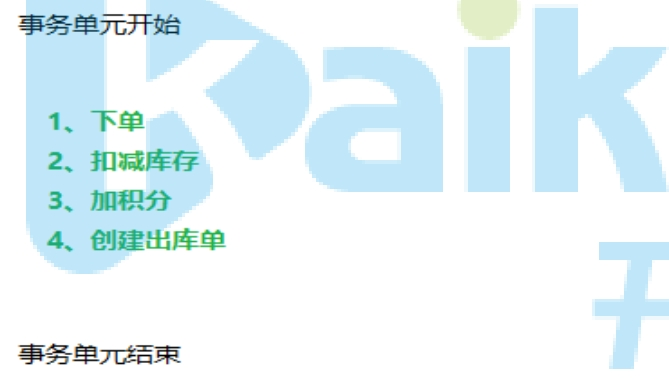 事务单元开始
1、下单
2、扣减库存
3、加积分
4、创建出库单
事务单元结束
Kaik